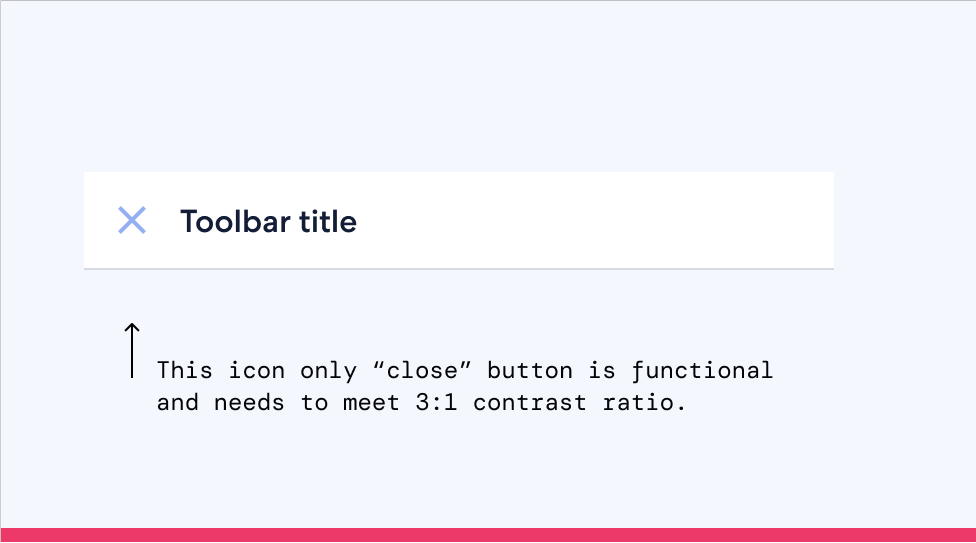 Toolbar title
This icon only “close” button is functional
and needs to meet 3:1 contrast ratio.